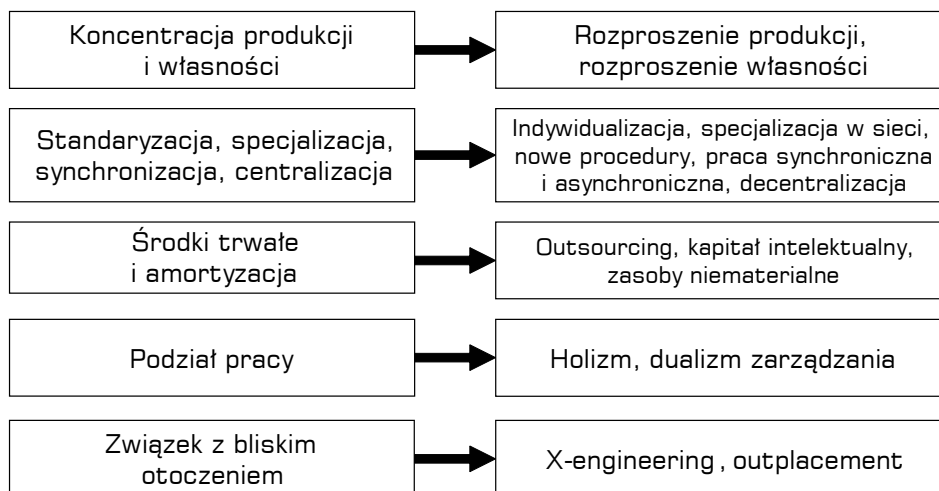 Koncentracja produkcji
i własności
Rozproszenie produkcji,
rozproszenie własności
Standaryzacja, specjalizacja,
synchronizacja, centralizacja
Indywidualizacja, specjalizacja w sieci,
nowe procedury, praca synchroniczna
i asynchroniczna, decentralizacja
Środki trwałe
i amortyzacja
Outsourcing, kapitał intelektualny,
zasoby niematerialne
Podział pracy
Holizm, dualizm zarządzania
Związek z bliskim
otoczeniem
X-engineering, outplacement